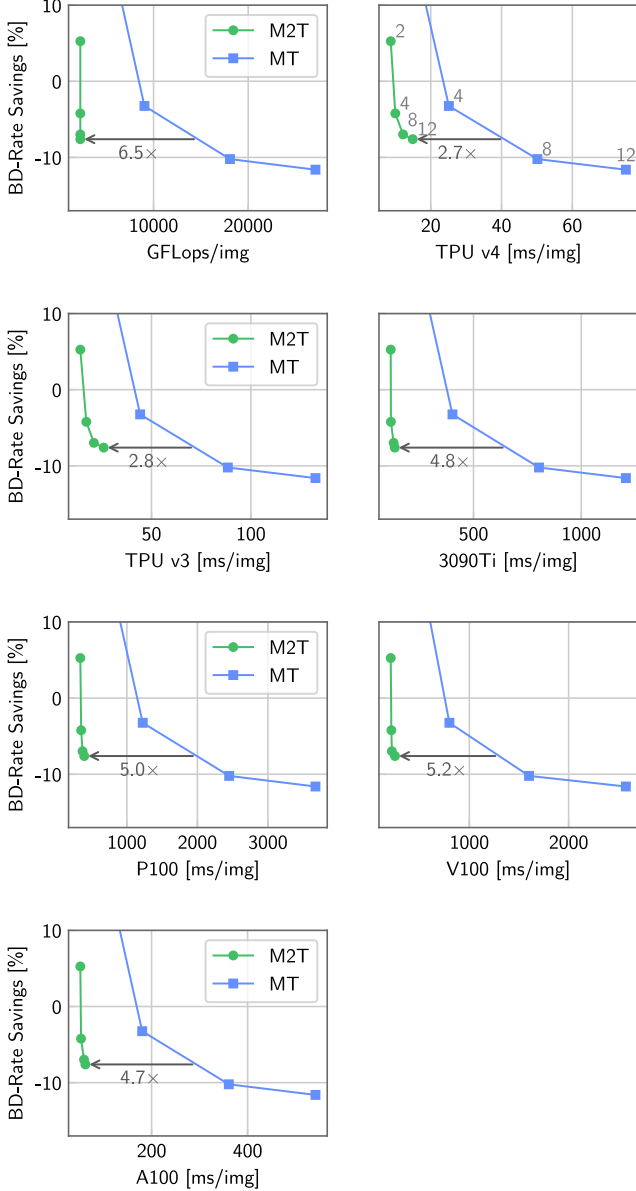 BD-Rate Savings [%]
10
0
-10
M2T
MT
6.5×
10000 20000
GFLops/img
2
4
8
12
4
8
12
2.7×
20 40 60
TPU v4 [ms/img]
BD-Rate Savings [%]
10
0
-10
M2T
MT
2.8×
50 100
TPU v3 [ms/img]
4.8×
500 1000
3090Ti [ms/img]
BD-Rate Savings [%]
10
0
-10
M2T
MT
5.0×
1000 2000 3000
P100 [ms/img]
5.2×
1000 2000
V100 [ms/img]
BD-Rate Savings [%]
10
0
-10
M2T
MT
4.7×
200 400
A100 [ms/img]